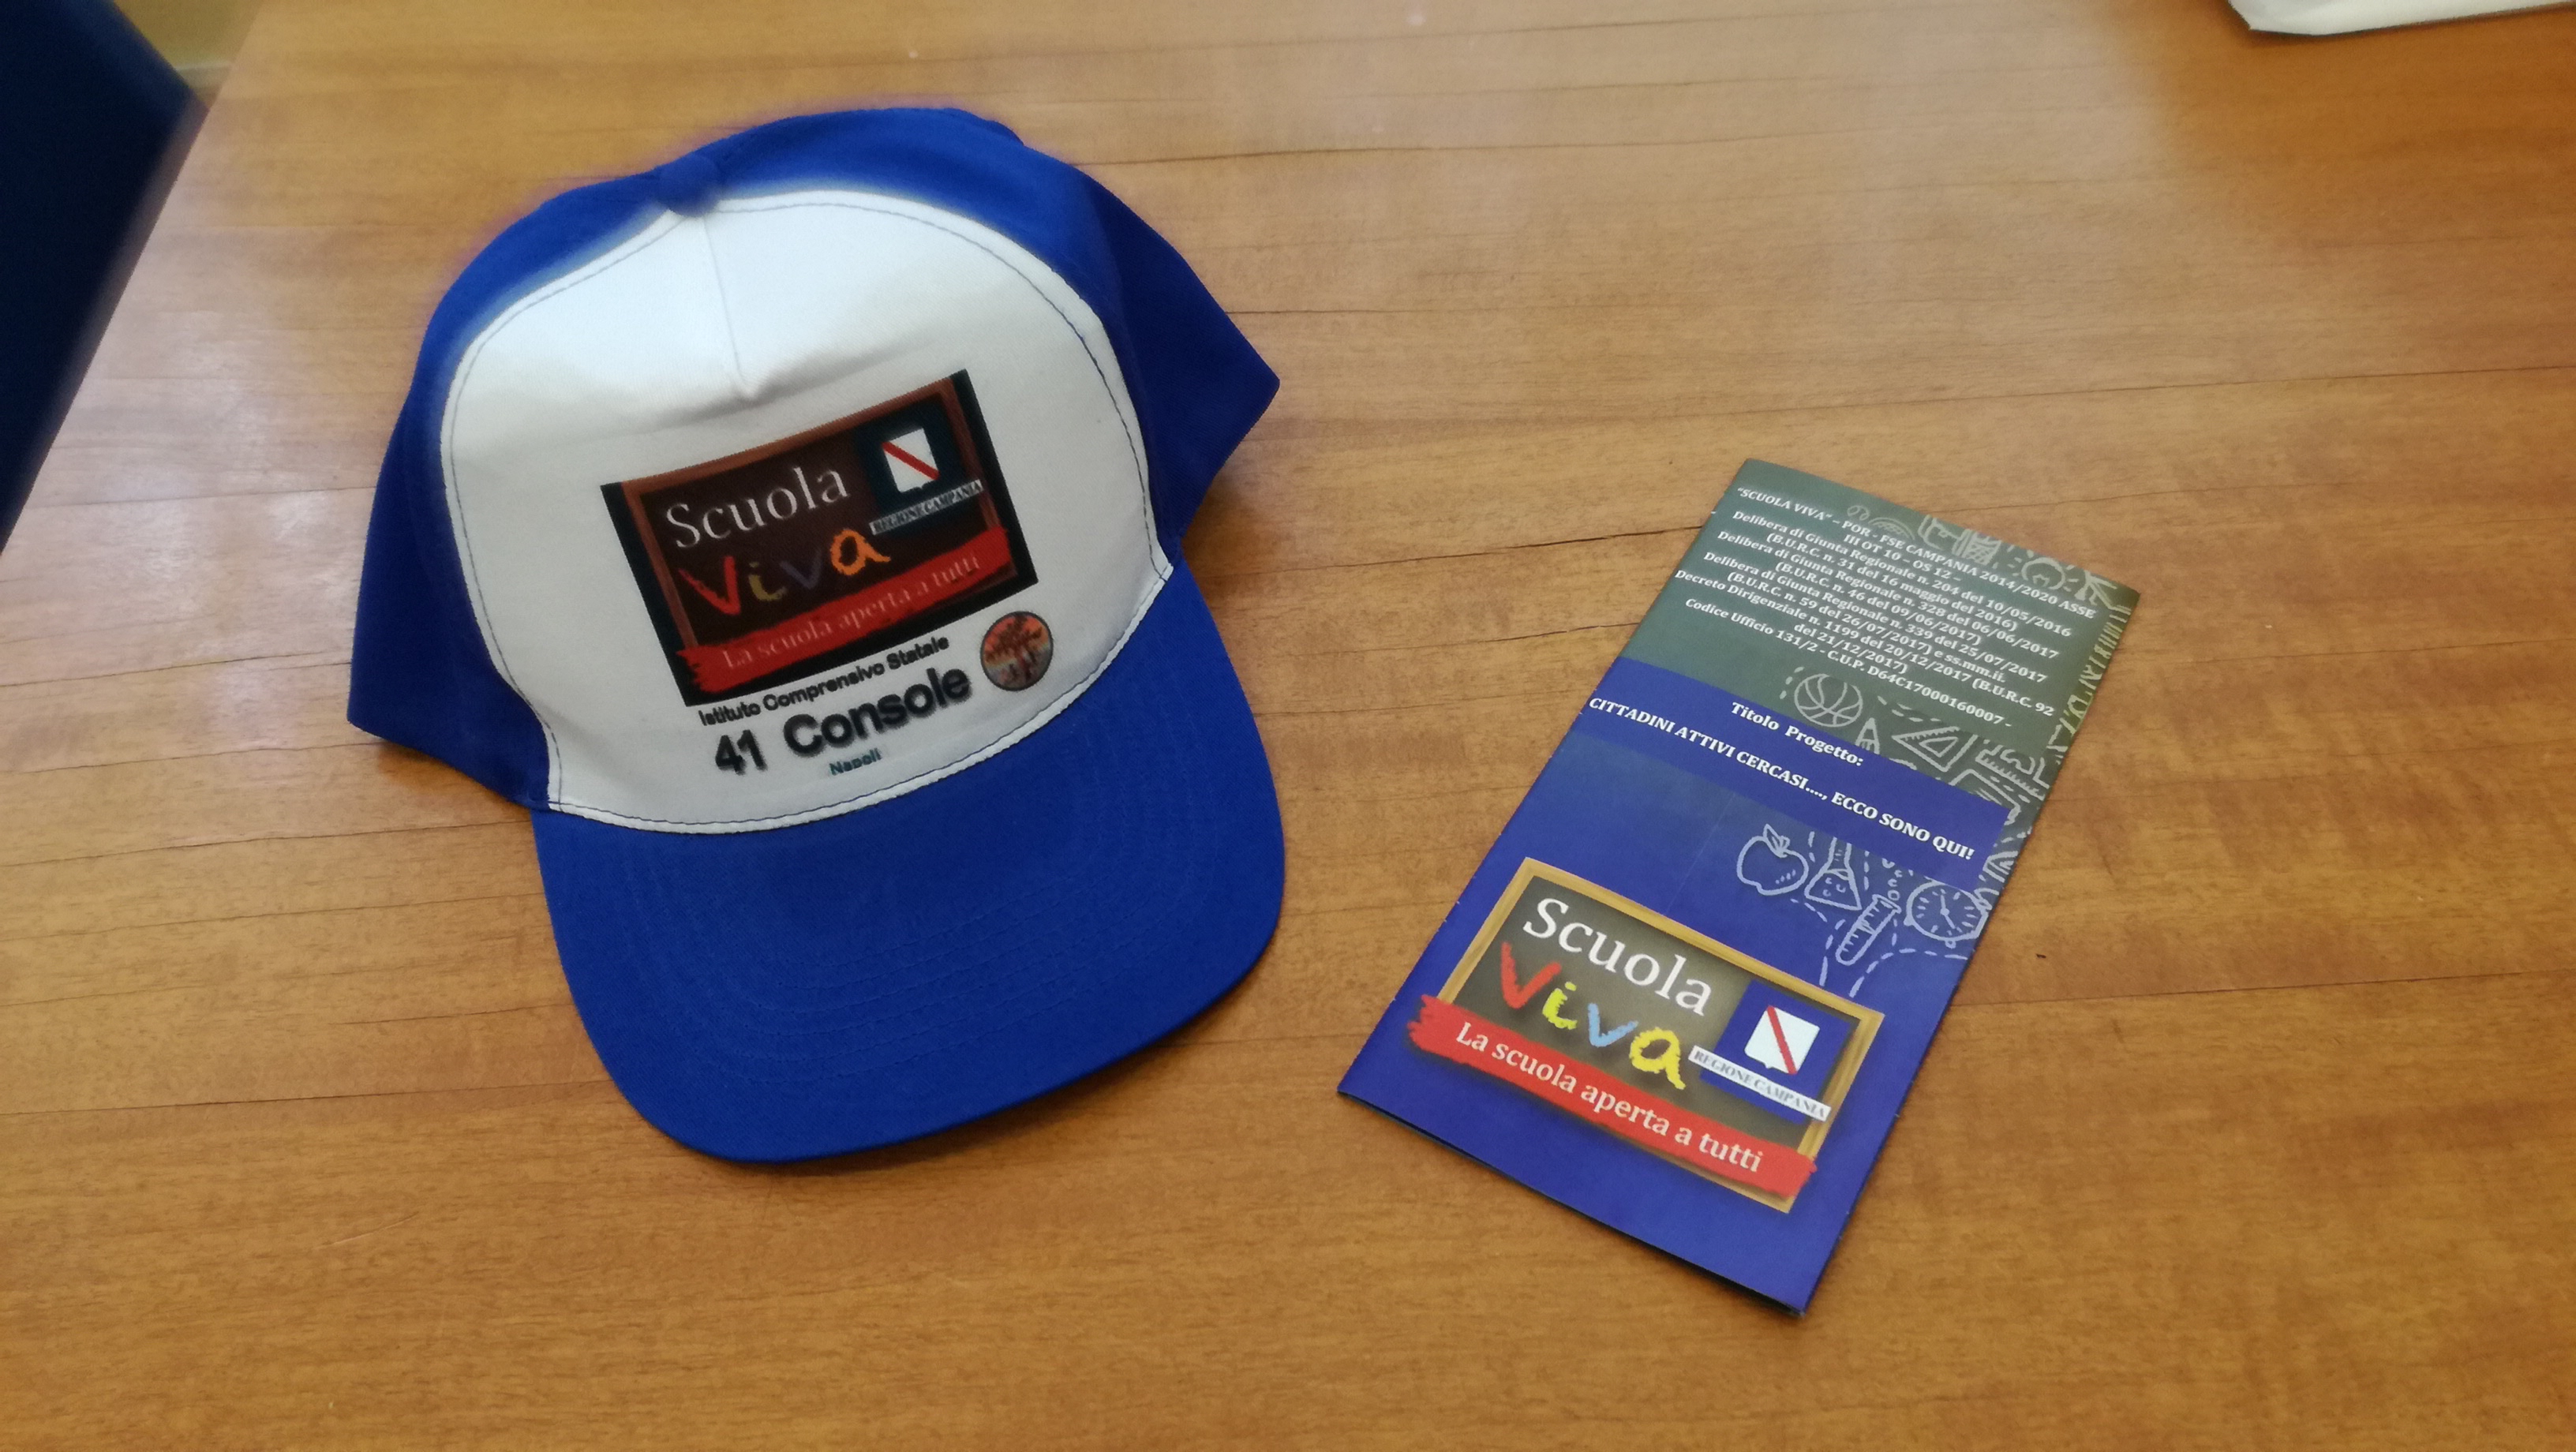 Scuola
viva
REGIONE CAMPANIA
La scuola aperta a tutti
Istituto Comprensivo Statale
41 Console
Napoli
"SCUOLA VIVA" - POR - FSE CAMPANIA 2014/2020 ASSE
III OT 10 - OS 12 -
Delibera di Giunta Regionale n. 204 del 10/05/2016
(B.U.R.C. n. 31 del 16 maggio del 2016)
Delibera di Giunta Regionale n. 328 del 06/06/2017
(B.U.R.C. n. 46 del 09/06/2017)
Delibera di Giunta Regionale n. 339 del 25/07/2017
(B.U.R.C. n. 59 del 26/07/2017) e ss.mm.ii.
Decreto Dirigenziale n. 1199 del 20/12/2017 (B.U.R.C. 92
del 21/12/2017)
Codice Ufficio 131/2 - C.U.P. D64C17000160007 -
Titolo Progetto:
CITTADINI ATTIVI CERCASI...., ECCO SONO QUI!
Scuola
viva
REGIONE CAMPANIA
La scuola aperta a tutti